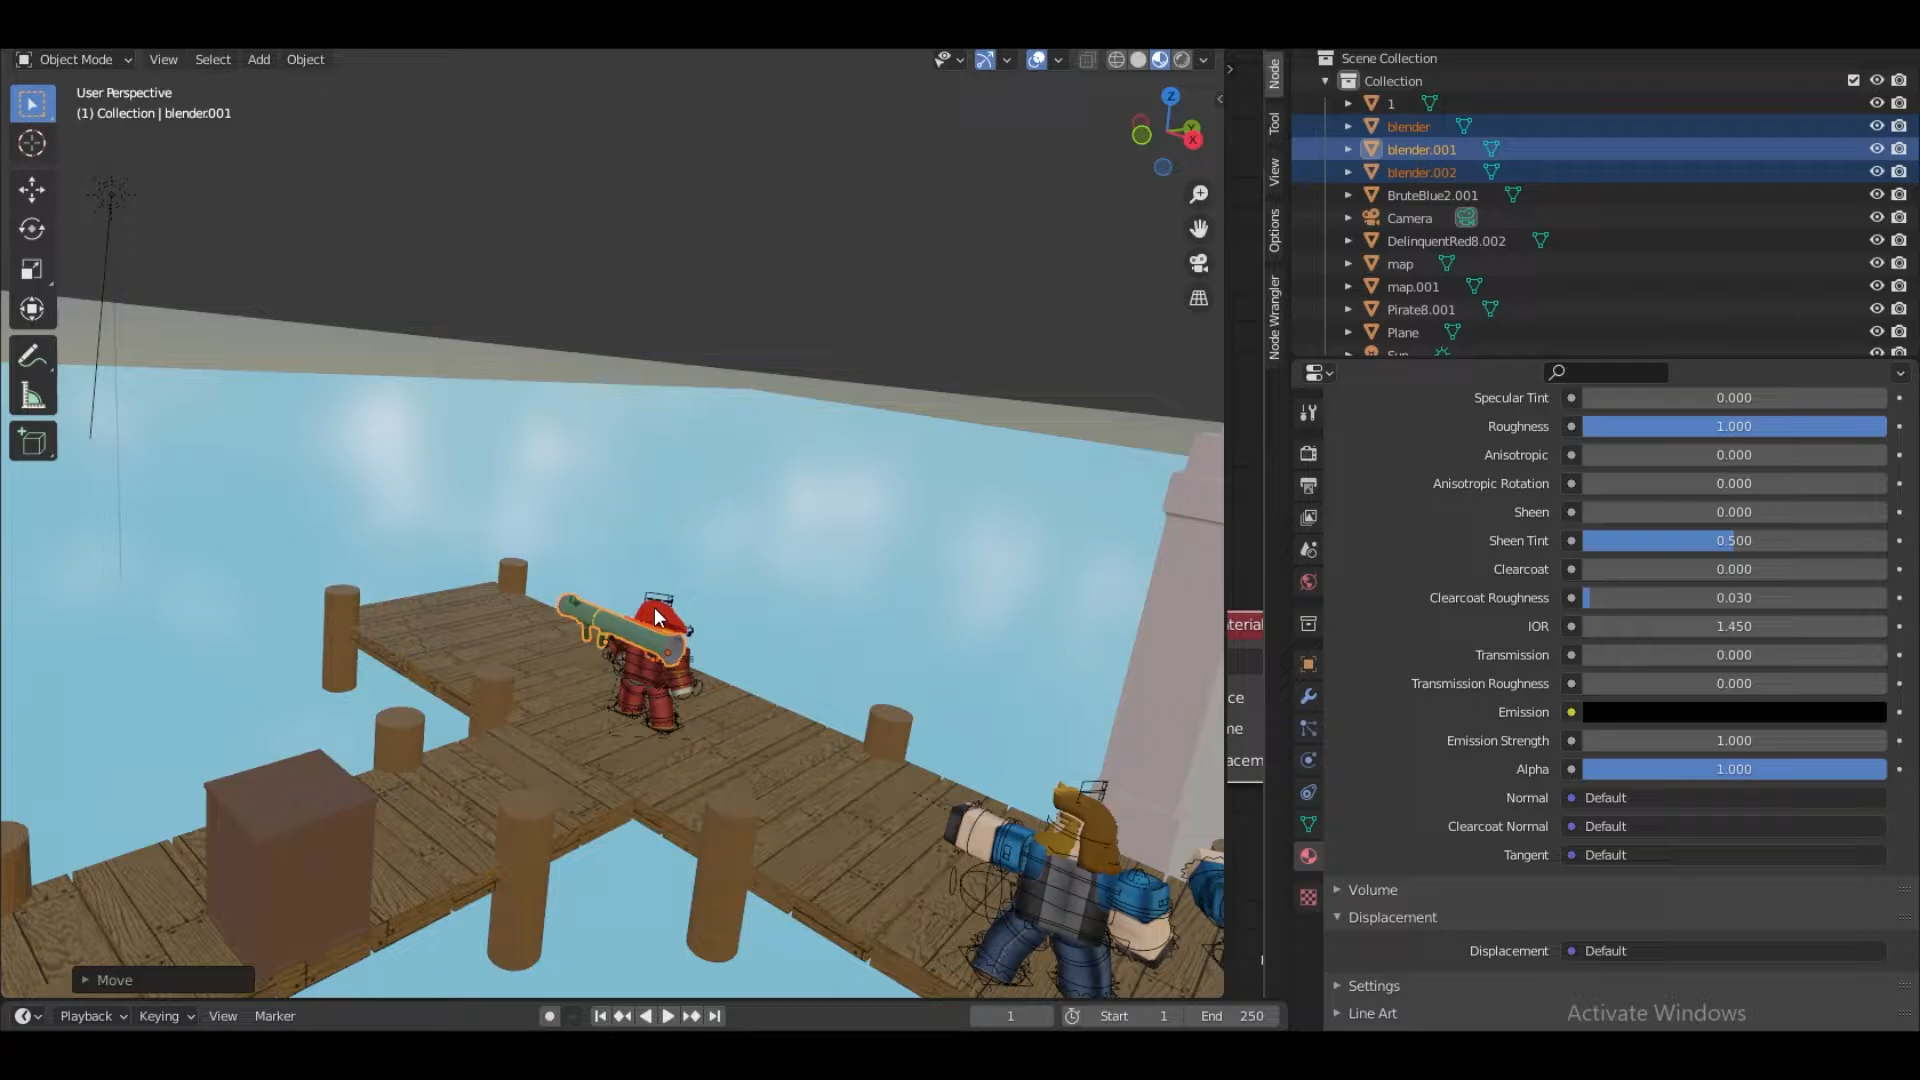 Object Mode View Select Add Object
User Perspective
(1) Collection | blender.001
Z
Y
X
Node
Tool
View
Options
Node Wrangler
Scene Collection
Collection
1
blender
blender.001
blender.002
BruteBlue2.001
Camera
DelinquentRed8.002
map
map.001
Pirate8.001
Plane
Specular Tint 0.000
Roughness 1.000
Anisotropic 0.000
Anisotropic Rotation 0.000
Sheen 0.000
Sheen Tint 0.500
Clearcoat 0.000
Clearcoat Roughness 0.030
IOR 1.450
Transmission 0.000
Transmission Roughness 0.000
Emission
Emission Strength 1.000
Alpha 1.000
Normal Default
Clearcoat Normal Default
Tangent Default
Volume
Displacement
Displacement Default
Settings
Line Art
Activate Windows
terial
ce
ne
acem
Move
Playback Keying View Marker 1 Start 1 End 250